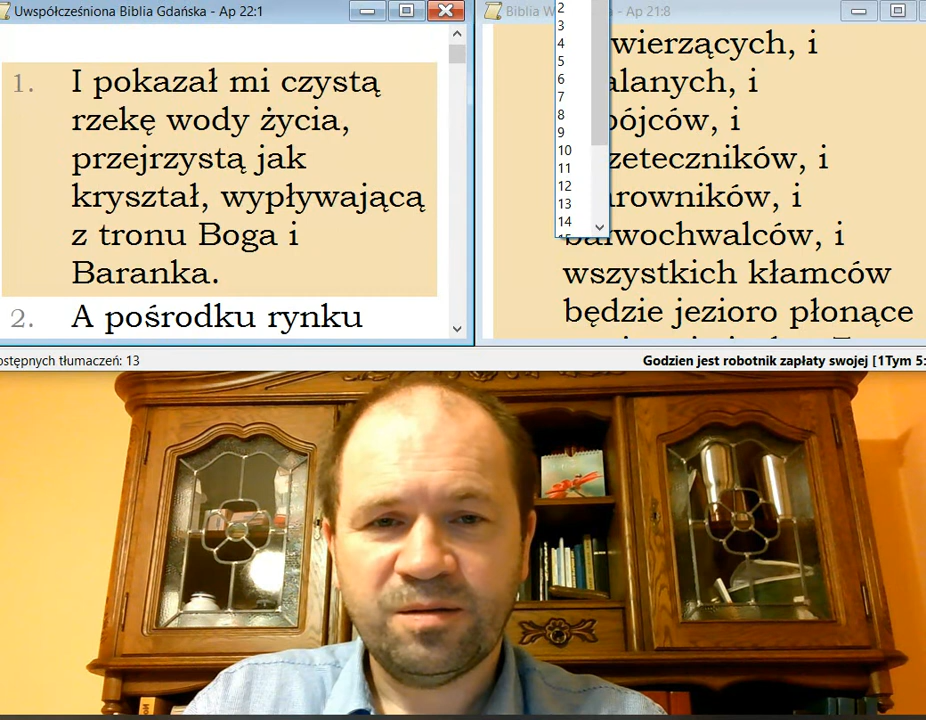 Uwspółcześniona Biblia Gdańska - Ap 22:1
1. I pokazał mi czystą
rzekę wody życia,
przejrzystą jak
kryształ, wypływającą
z tronu Boga i
Baranka.
2. A pośrodku rynku
Biblia W - Ap 21:8
wierzących, i
alanych, i
ójców, i
zeteczników, i
arowników, i
bałwochwalców, i
wszystkich kłamców
będzie jezioro płonące
2
3
4
5
6
7
8
9
10
11
12
13
14
15
ostępnych tłumaczeń: 13
Godzien jest robotnik zapłaty swojej [1Tym 5: